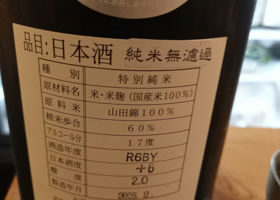 品目:日本酒 純米無濾過
種別 特別純米
原材料名 米・米麹(国産米100%)
原料米 山田錦100%
精米歩合 60%
アルコール分 17度
酒造年度 R6BY
日本酒度 +6
酸度 2.0
製造年月 2025. 2.